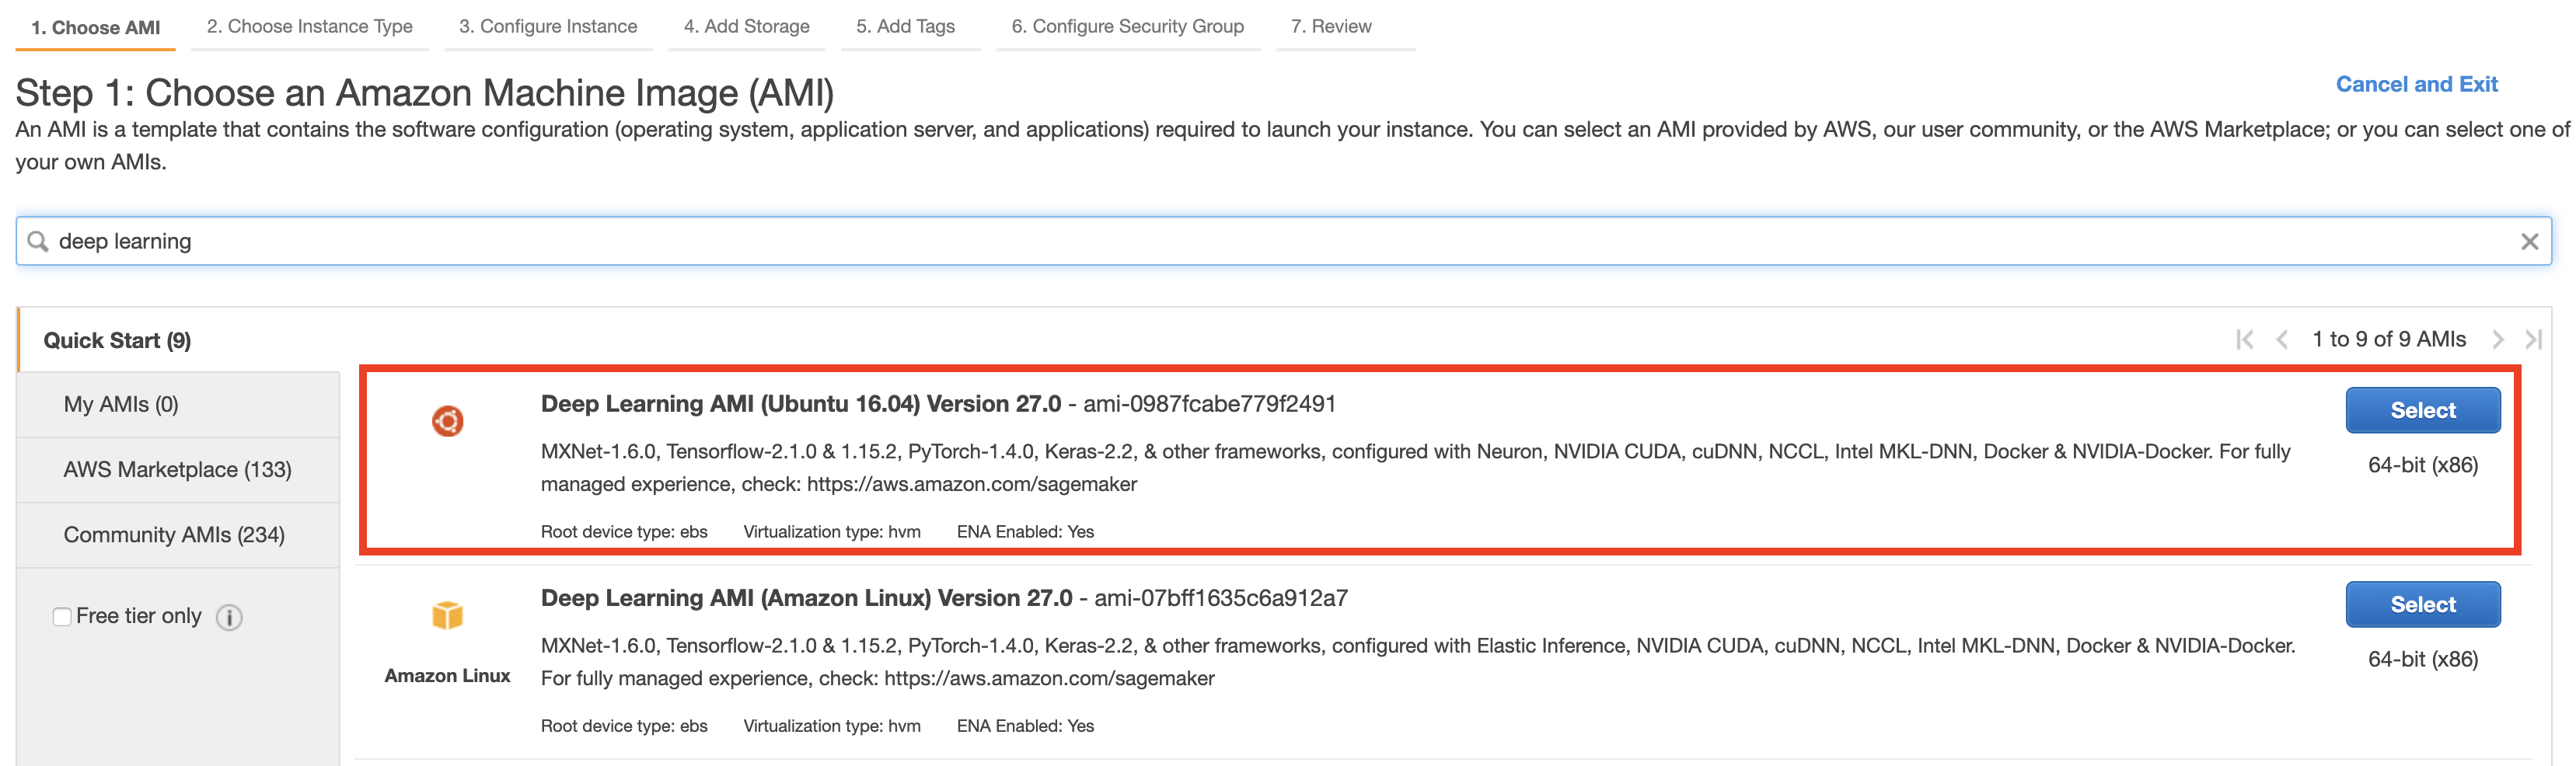 1. Choose AMI 2. Choose Instance Type 3. Configure Instance 4. Add Storage 5. Add Tags 6. Configure Security Group 7. Review
Step 1: Choose an Amazon Machine Image (AMI)
Cancel and Exit
An AMI is a template that contains the software configuration (operating system, application server, and applications) required to launch your instance. You can select an AMI provided by AWS, our user community, or the AWS Marketplace; or you can select one of
your own AMIs.
deep learning
Quick Start (9)
1 to 9 of 9 AMIs
My AMIs (0)
AWS Marketplace (133)
Community AMIs (234)
Free tier only
Deep Learning AMI (Ubuntu 16.04) Version 27.0 - ami-0987fcabe779f2491
Select
MXNet-1.6.0, Tensorflow-2.1.0 & 1.15.2, PyTorch-1.4.0, Keras-2.2, & other frameworks, configured with Neuron, NVIDIA CUDA, cuDNN, NCCL, Intel MKL-DNN, Docker & NVIDIA-Docker. For fully
managed experience, check: https://aws.amazon.com/sagemaker
64-bit (x86)
Root device type: ebs Virtualization type: hvm ENA Enabled: Yes
Deep Learning AMI (Amazon Linux) Version 27.0 - ami-07bff1635c6a912a7
Select
Amazon Linux
MXNet-1.6.0, Tensorflow-2.1.0 & 1.15.2, PyTorch-1.4.0, Keras-2.2, & other frameworks, configured with Elastic Inference, NVIDIA CUDA, cuDNN, NCCL, Intel MKL-DNN, Docker & NVIDIA-Docker.
For fully managed experience, check: https://aws.amazon.com/sagemaker
64-bit (x86)
Root device type: ebs Virtualization type: hvm ENA Enabled: Yes